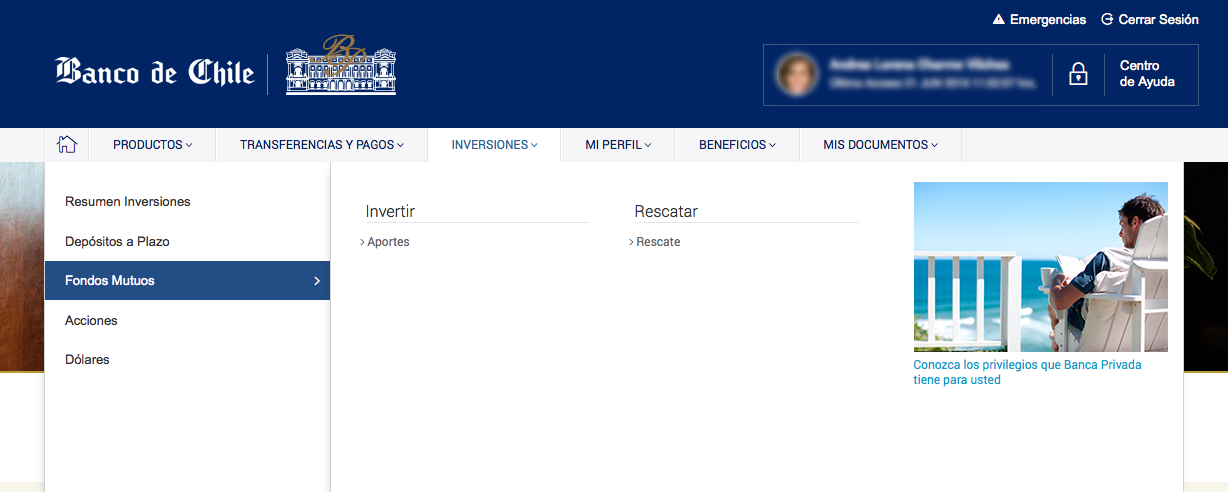 Emergencias
Cerrar Sesión
Banco de Chile
BP
Centro
de Ayuda
PRODUCTOS
TRANSFERENCIAS Y PAGOS
INVERSIONES
MI PERFIL
BENEFICIOS
MIS DOCUMENTOS
Resumen Inversiones
Depósitos a Plazo
Fondos Mutuos
Acciones
Dólares
Invertir
Aportes
Rescatar
Rescate
Conozca los privilegios que Banca Privada
tiene para usted